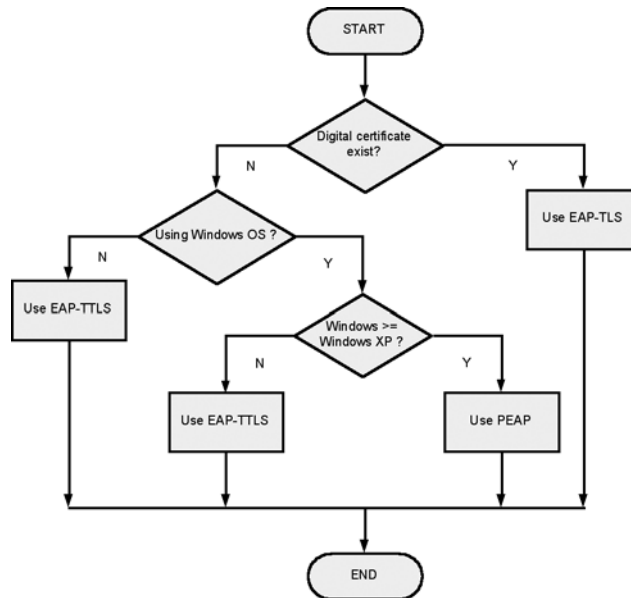 START
Digital certificate
exist?
N
Y
Using Windows OS ?
Use EAP-TLS
N
Y
Use EAP-TTLS
Windows >=
Windows XP ?
N
Y
Use EAP-TTLS
Use PEAP
END